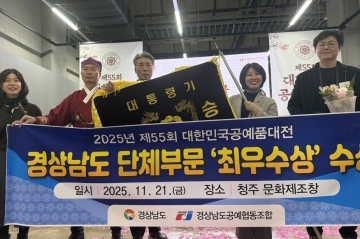 제55회
제55회
대한
대통령기
승
2025년 제55회 대한민국공예품대전
경상남도 단체부문 '최우수상' 수
일시 | 2025. 11. 21.(금) 장소 | 청주 문화제조창
경상남도 경상남도공예협동조합